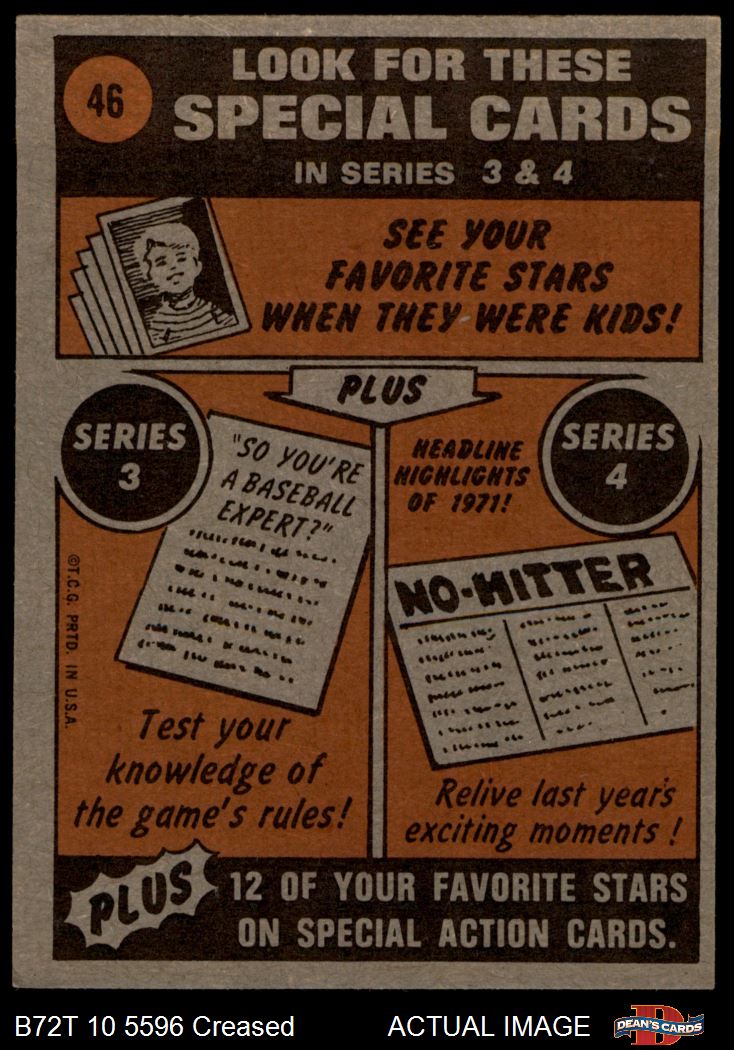 46
LOOK FOR THESE
SPECIAL CARDS
IN SERIES 3 & 4
SEE YOUR
FAVORITE STARS
WHEN THEY WERE KIDS!
PLUS
SERIES
3
"SO YOU'RE
A BASEBALL
EXPERT?"
Test your
knowledge of
the game's rules!
©T.C.G. PRTD. IN U.S.A.
HEADLINE
HIGHLIGHTS
OF 1971!
SERIES
4
NO-HITTER
Relive last year's
exciting moments!
PLUS
12 OF YOUR FAVORITE STARS
ON SPECIAL ACTION CARDS.
B72T 10 5596 Creased
ACTUAL IMAGE
D
DEAN'S CARDS